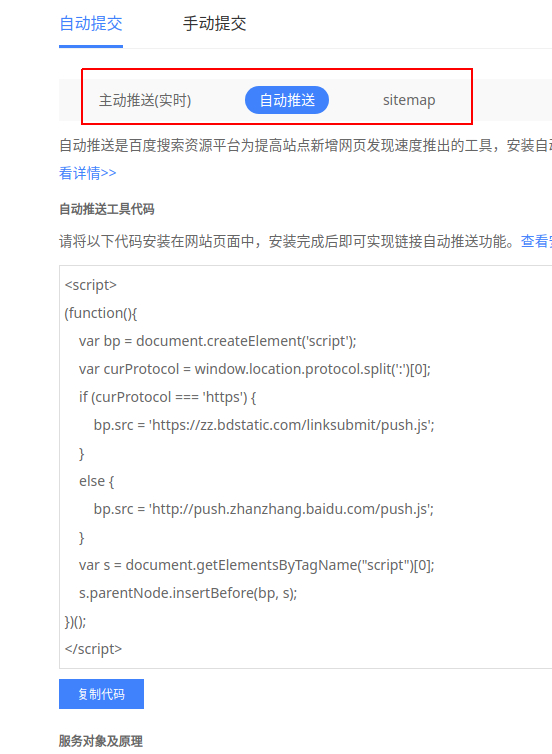 自动提交 手动提交
主动推送(实时) 自动推送 sitemap
自动推送是百度搜索资源平台为提高站点新增网页发现速度推出的工具，安装自动
看详情>>
自动推送工具代码
请将以下代码安装在网站页面中，安装完成后即可实现链接自动推送功能。查看安
<script>
(function(){
    var bp = document.createElement('script');
    var curProtocol = window.location.protocol.split(':')[0];
    if (curProtocol === 'https') {
        bp.src = 'https://zz.bdstatic.com/linksubmit/push.js';
    }
    else {
        bp.src = 'http://push.zhanzhang.baidu.com/push.js';
    }
    var s = document.getElementsByTagName("script")[0];
    s.parentNode.insertBefore(bp, s);
})();
</script>
复制代码
服务对象及原理